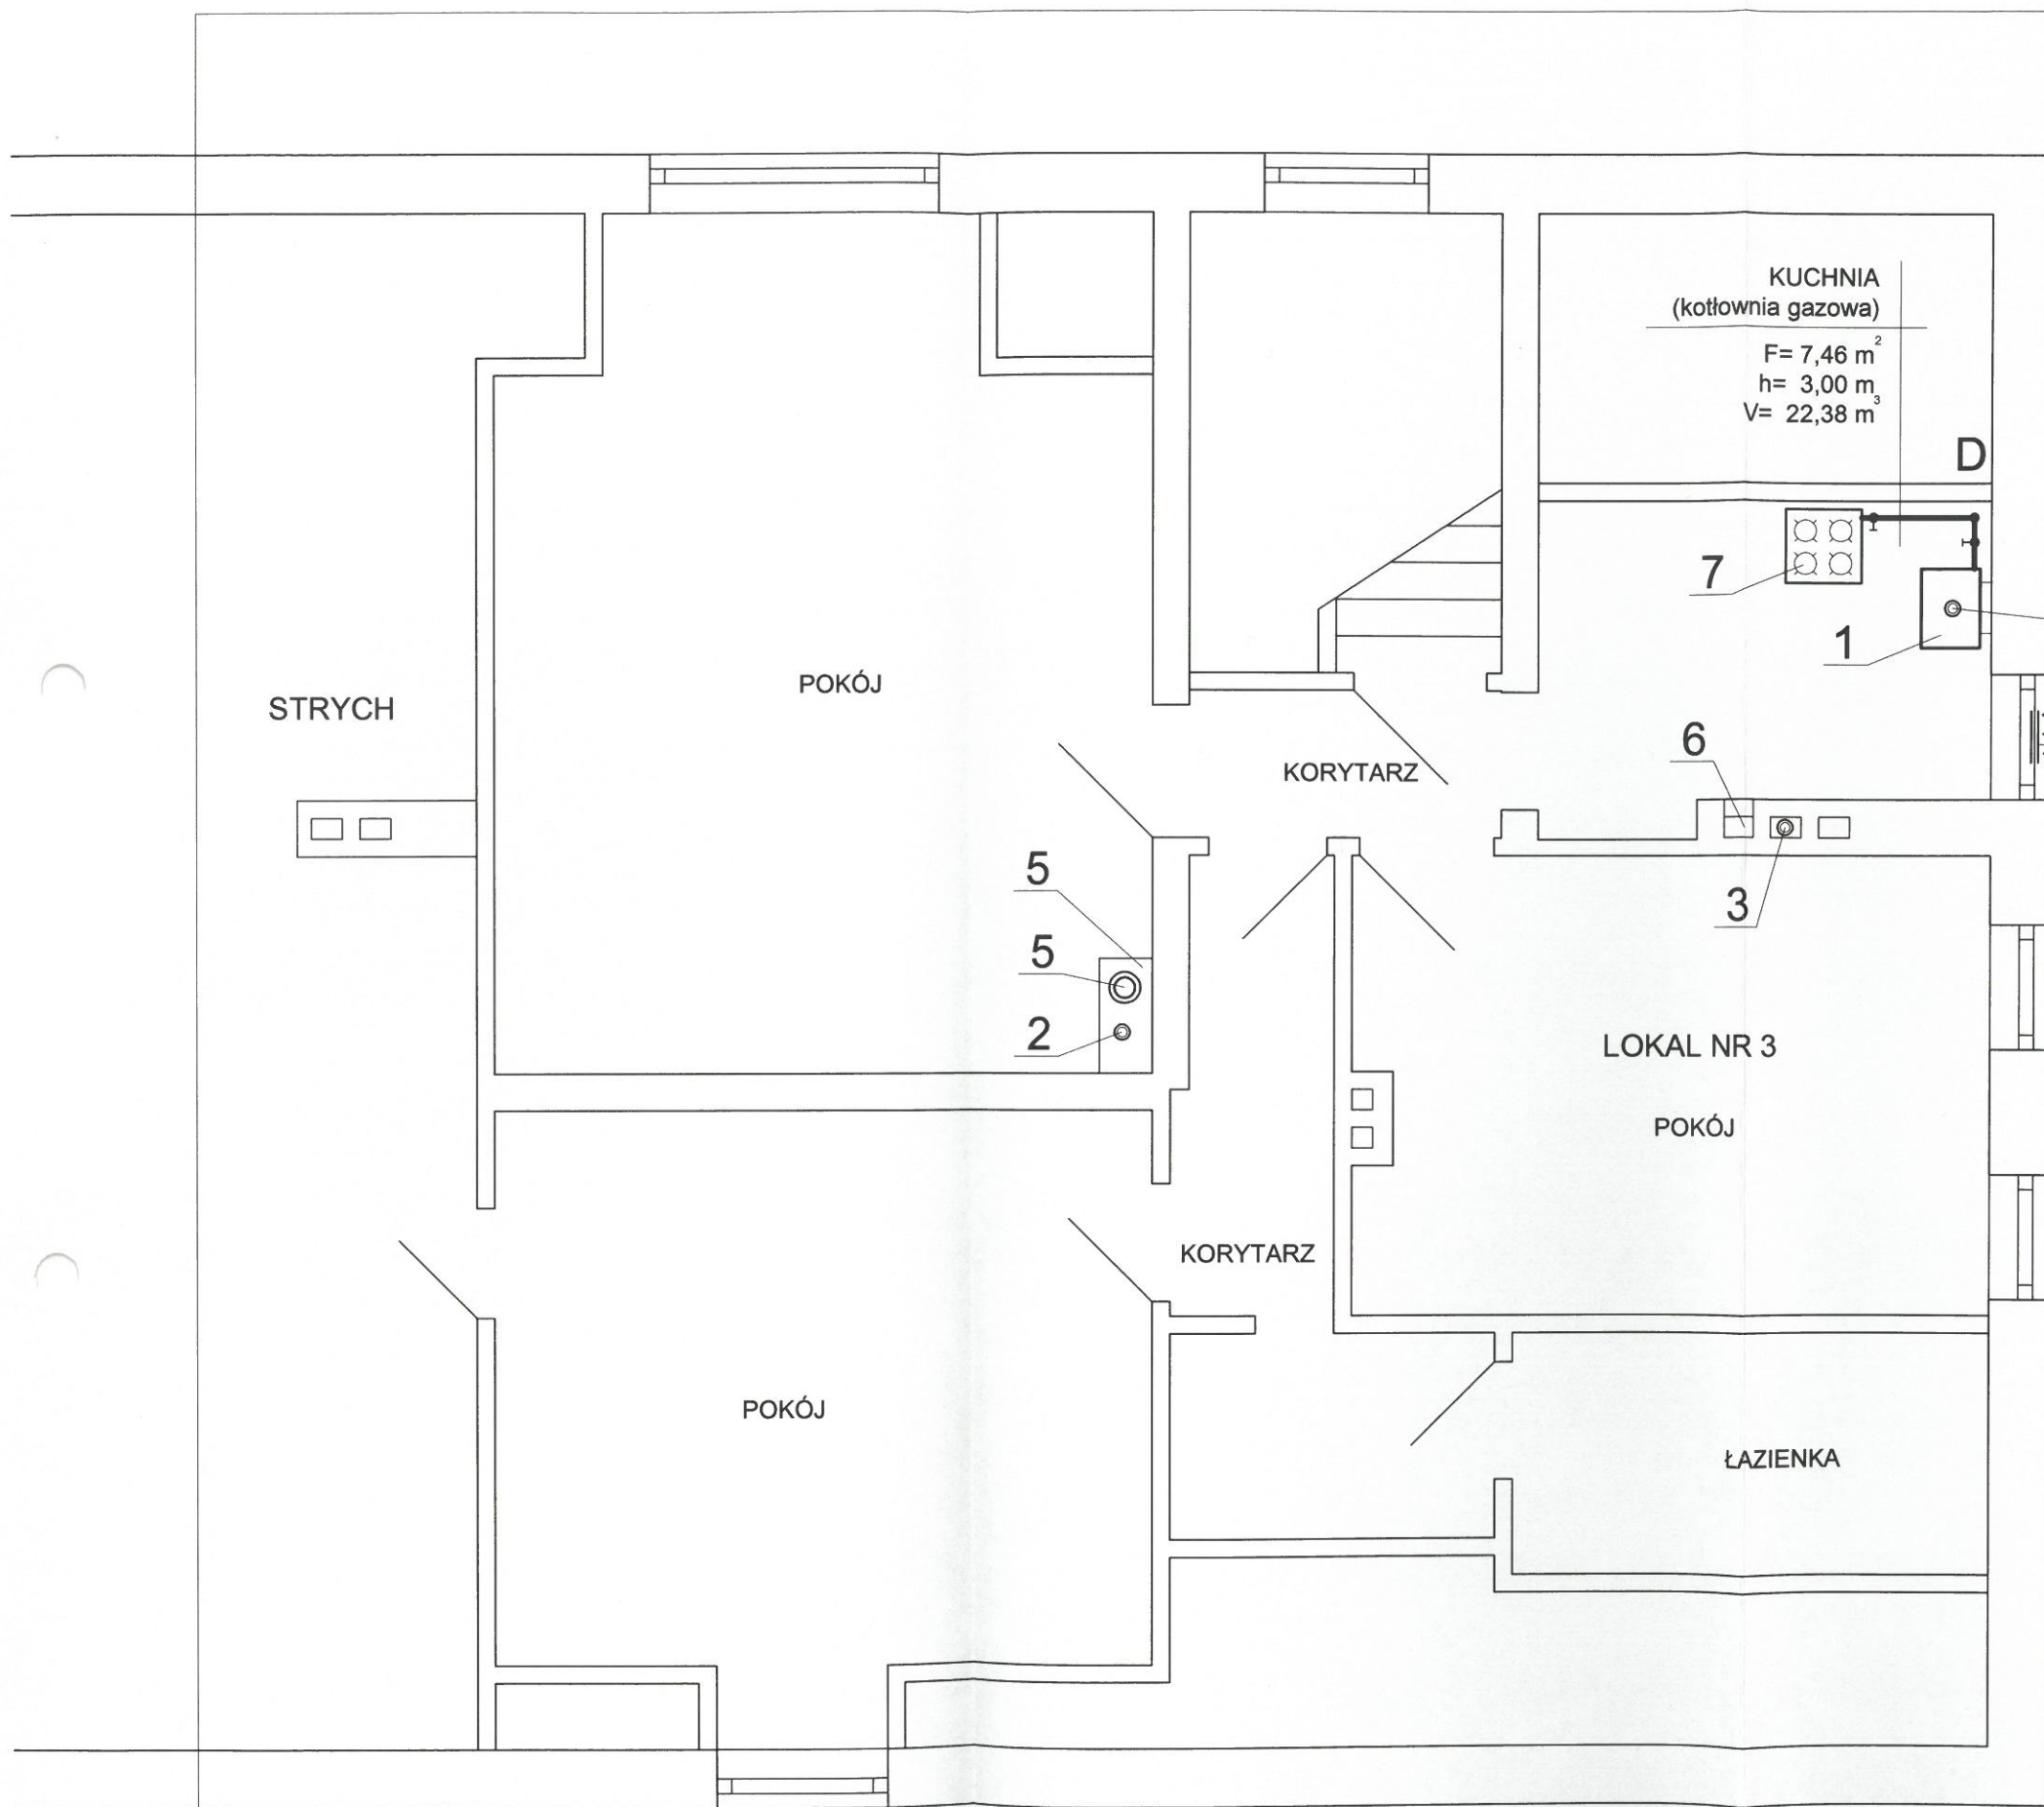 KUCHNIA
(kotłownia gazowa)
F= 7,46 m²
h= 3,00 m
V= 22,38 m³
D
7
1
POKÓJ
STRYCH
6
KORYTARZ
5
3
5
2
LOKAL NR 3
POKÓJ
KORYTARZ
POKÓJ
ŁAZIENKA